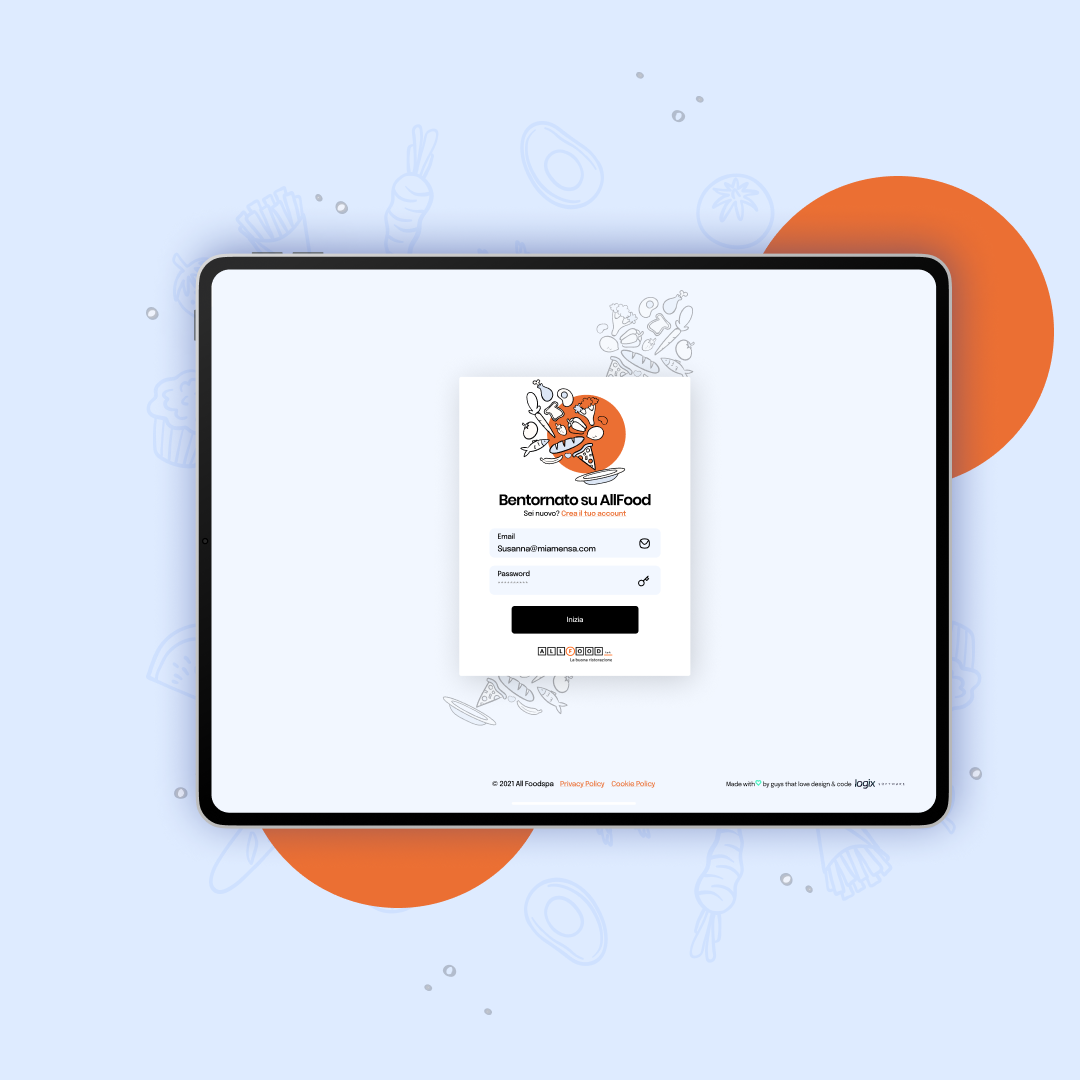 Bentornato su AllFood
Sei nuovo? Crea il tuo account
Email
Susanna@miamensa.com
Password
**********
Inizia
ALLFOOD...
La buona ristorazione
© 2021 All Foodspa Privacy Policy Cookie Policy
Made with ♡ by guys that love design & code logix SOFTWARE